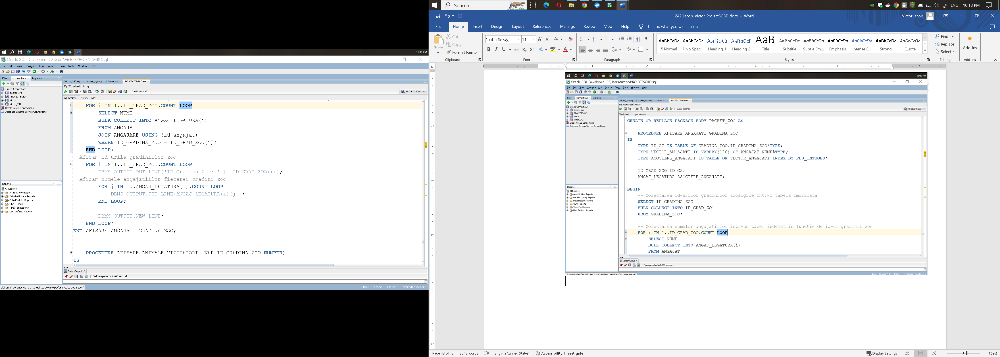 10:18 PM
Oracle SQL Developer : C:\Users\Victor\PROIECTSGBD.sql
File Edit View Navigate Run Source Team Tools Window Help
Files Connections Migration
Oracle Connections
docker_sys
PROIECTSGBD
Victor
Victor_242
Oracle NoSQL Connections
Database Schema Service Connections
Reports
All Reports
Analytic View Reports
Data Dictionary Reports
Data Modeler Reports
OLAP Reports
TimesTen Reports
User Defined Reports
Victor_242.sql docker_sys.sql Victor.sql PROIECTSGBD.sql
SQL Worksheet History
0.097 seconds PROIECTSGBD
Worksheet Query Builder
FOR i IN 1..ID_GRAD_ZOO.COUNT LOOP
SELECT NUME
BULK COLLECT INTO ANGAJ_LEGATURA(i)
FROM ANGAJAT
JOIN ANGAJARE USING (id_angajat)
WHERE ID_GRADINA_ZOO = ID_GRAD_ZOO(i);
END LOOP;
--Afisam id-urile gradiniilor zoo
FOR i IN 1..ID_GRAD_ZOO.COUNT LOOP
DBMS_OUTPUT.PUT_LINE('ID Gradina Zoo: ' || ID_GRAD_ZOO(i));
--Afisam numele angajatiilor fiecarei gradini zoo
FOR j IN 1..ANGAJ_LEGATURA(i).COUNT LOOP
DBMS_OUTPUT.PUT_LINE(ANGAJ_LEGATURA(i)(j));
END LOOP;
DBMS_OUTPUT.NEW_LINE;
END LOOP;
END AFISARE_ANGAJATI_GRADINA_ZOO;
PROCEDURE AFISARE_ANIMALE_VIZITATORI (VAR_ID_GRADINA_ZOO NUMBER)
IS
Script Output
Task completed in 0.097 seconds
Click on an identifier with the Control key down to perform "Go to Declaration"
Line 1101 Column 39 Insert Modified Windows: C
Search
ENG 10:18 PM
242_Iacob_Victor_ProiectSGBD.docx - Word
Victor Iacob
File Home Insert Design Layout References Mailings Review View Help Tell me what you want to do
Paste Cut
Copy
Format Painter
Clipboard
Calibri (Body) 11
Font
Paragraph
AaBbCcDc AaBbCcDc AaBbCc AaBbCcE AaB AaBbCcDc AaBbCcDa AaBbCcDa AaBbCcDa AaBbCcDc AaBbCcDa
¶ Normal ¶ No Spac... Heading 1 Heading 2 Title Subtitle Subtle Em... Emphasis Intense E... Strong Quote
Styles
Find
Replace
Select
Editing
Add-ins
Add-ins
1 1 2 3 4 5 6 7
1
2
3
4
5
10:17 PM
Oracle SQL Developer : C:\Users\Victor\PROIECTSGBD.sql
File Edit View Navigate Run Source Team Tools Window Help
Files Connections Migration
Oracle Connections
docker_sys
PROIECTSGBD
Victor
Victor_242
Oracle NoSQL Connections
Database Schema Service Connections
Reports
All Reports
Analytic View Reports
Data Dictionary Reports
Data Modeler Reports
OLAP Reports
TimesTen Reports
User Defined Reports
Victor_242.sql docker_sys.sql Victor.sql PROIECTSGBD.sql
SQL Worksheet History
0.097 seconds PROIECTSGBD
Worksheet Query Builder
CREATE OR REPLACE PACKAGE BODY PACHET_ZOO AS
PROCEDURE AFISARE_ANGAJATI_GRADINA_ZOO
IS
TYPE ID_GZ IS TABLE OF GRADINA_ZOO.ID_GRADINA_ZOO%TYPE;
TYPE VECTOR_ANGAJATI IS VARRAY(100) OF ANGAJAT.NUME%TYPE;
TYPE ASOCIERE_ANGAJATI IS TABLE OF VECTOR_ANGAJATI INDEX BY PLS_INTEGER;
ID_GRAD_ZOO ID_GZ;
ANGAJ_LEGATURA ASOCIERE_ANGAJATI;
BEGIN
-- Colectarea id-urilor gradinilor zoologice intr-o tabela imbricata
SELECT ID_GRADINA_ZOO
BULK COLLECT INTO ID_GRAD_ZOO
FROM GRADINA_ZOO;
-- Colectarea numelor angajatiilor intr-un tabel indexat in functie de id-ul gradinii zoo
FOR i IN 1..ID_GRAD_ZOO.COUNT LOOP
SELECT NUME
BULK COLLECT INTO ANGAJ_LEGATURA(i)
FROM ANGAJAT
Script Output
Task completed in 0.097 seconds
Click on an identifier with the Control key down to perform "Go to Declaration"
Line 1101 Column 39 Insert Modified Windows: C
Page 43 of 43 3043 words English (United States) Accessibility: Investigate
Display Settings 169%